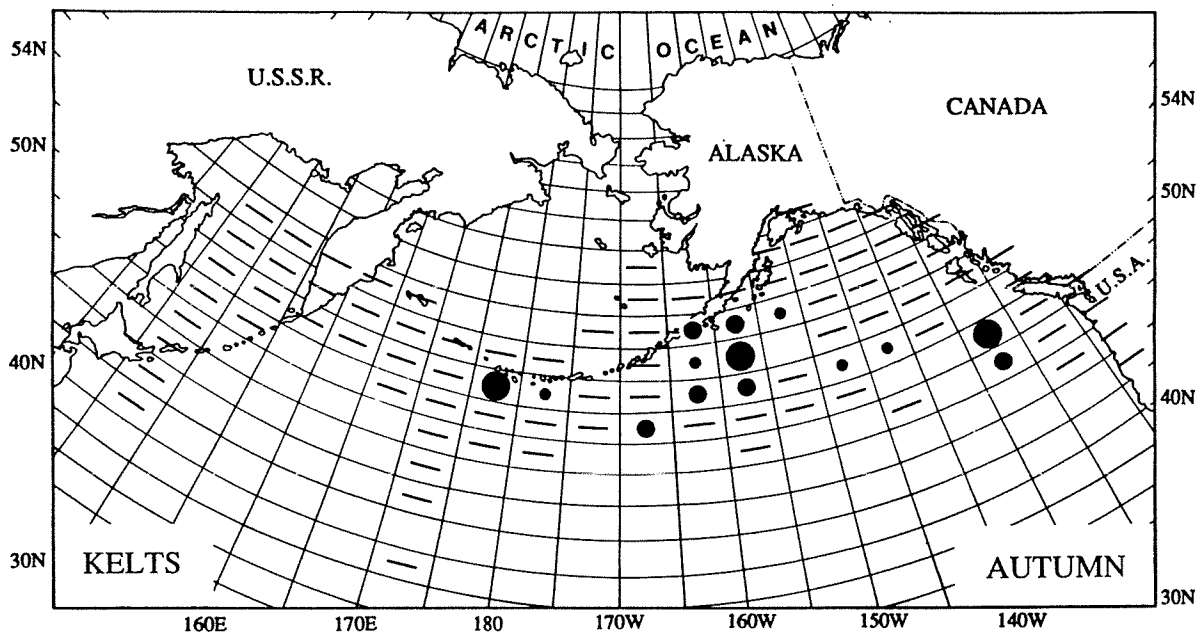 ARCTIC OCEAN
54N
U.S.S.R.
54N
CANADA
50N
ALASKA
50N
U.S.A.
40N
40N
30N
KELTS
AUTUMN
30N
160E 170E 180 170W 160W 150W 140W